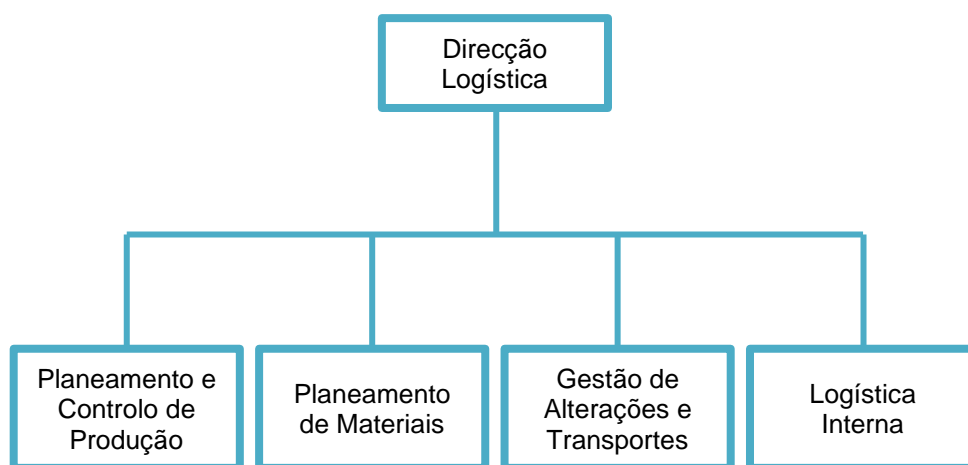 Direcção
Logística
Planeamento e
Controlo de
Produção
Planeamento
de Materiais
Gestão de
Alterações e
Transportes
Logística
Interna